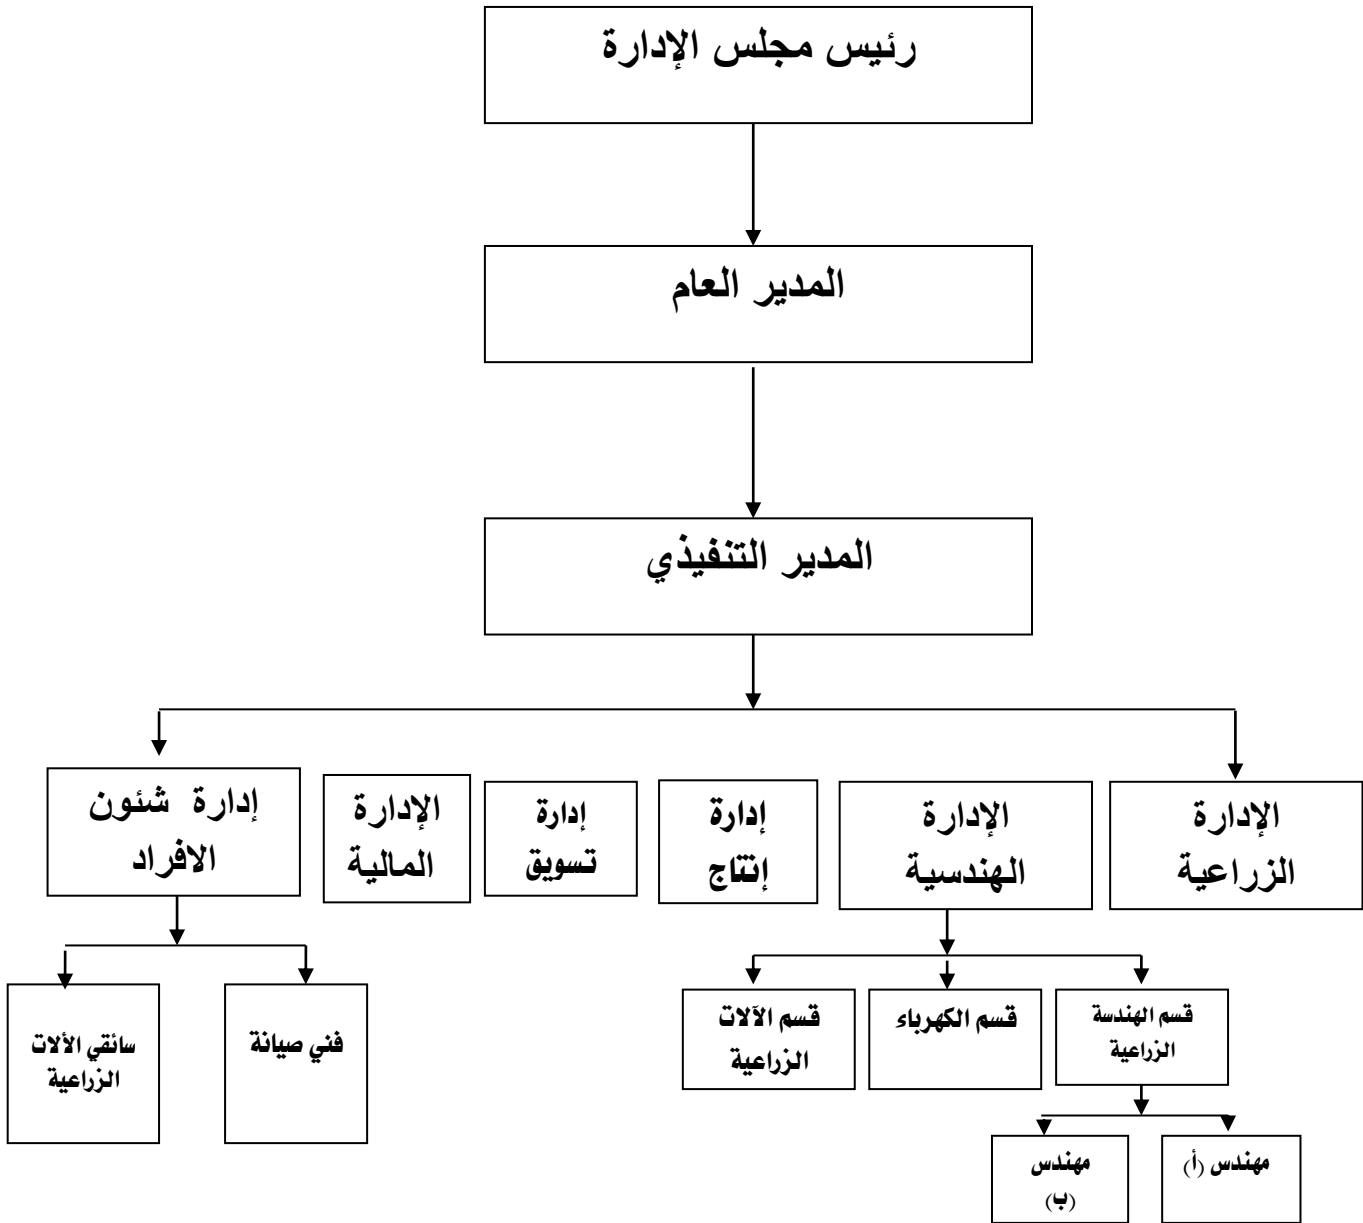 رئيس مجلس الإدارة
المدير العام
المدير التنفيذي
الإدارة
الزراعية
الإدارة
الهندسية
إدارة
إنتاج
إدارة
تسويق
الإدارة
المالية
إدارة شئون
الافراد
قسم الهندسة
الزراعية
قسم الكهرباء
قسم الآلات
الزراعية
فني صيانة
سائقي الألات
الزراعية
مهندس (أ)
مهندس
(ب)